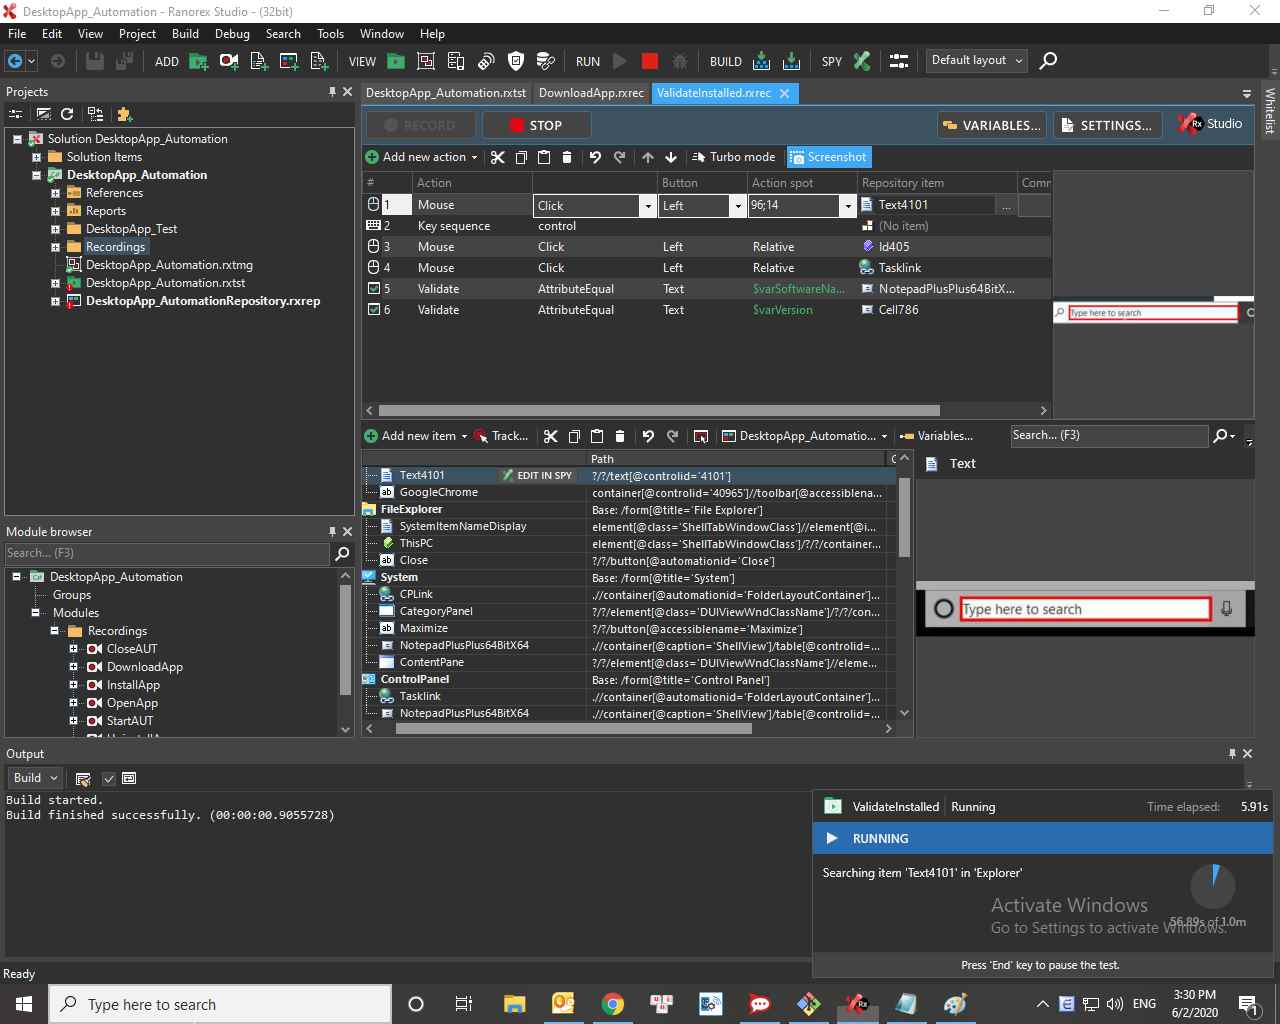 DesktopApp_Automation - Ranorex Studio - (32bit)
File Edit View Project Build Debug Search Tools Window Help
ADD VIEW RUN BUILD SPY Default layout
Projects
Solution DesktopApp_Automation
Solution Items
DesktopApp_Automation
References
Reports
DesktopApp_Test
Recordings
DesktopApp_Automation.rxtmg
DesktopApp_Automation.rxtst
DesktopApp_AutomationRepository.rxrep
DesktopApp_Automation.rxtst DownloadApp.rxrec ValidateInstalled.rxrec
Whitelist
RECORD STOP VARIABLES... SETTINGS... Rx Studio
Add new action Turbo mode Screenshot
# Action Button Action spot Repository item Comr
1 Mouse Click Left 96;14 Text4101 ...
2 Key sequence control (No item)
3 Mouse Click Left Relative Id405
4 Mouse Click Left Relative Tasklink
5 Validate AttributeEqual Text $varSoftwareNa... NotepadPlusPlus64BitX...
6 Validate AttributeEqual Text $varVersion Cell786
Type here to search
Add new item Track... DesktopApp_Automatio... Variables... Search... (F3)
Path
Text4101 EDIT IN SPY ?/?/text[@controlid='4101']
GoogleChrome container[@controlid='40965']//toolbar[@accessiblena...
FileExplorer Base: /form[@title='File Explorer']
SystemItemNameDisplay element[@class='ShellTabWindowClass']//element[@i...
ThisPC element[@class='ShellTabWindowClass']/?/?/container...
Close ?/?/button[@automationid='Close']
System Base: /form[@title='System']
CPLink .//container[@automationid='FolderLayoutContainer']...
CategoryPanel ?/?/element[@class='DUIViewWndClassName']/?/?/con...
Maximize ?/?/button[@accessiblename='Maximize']
NotepadPlusPlus64BitX64 .//container[@caption='ShellView']/table[@controlid=...
ContentPane ?/?/element[@class='DUIViewWndClassName']//eleme...
ControlPanel Base: /form[@title='Control Panel']
Tasklink .//container[@automationid='FolderLayoutContainer']...
NotepadPlusPlus64BitX64 .//container[@caption='ShellView']/table[@controlid=...
Text
Type here to search
Module browser
Search... (F3)
DesktopApp_Automation
Groups
Modules
Recordings
CloseAUT
DownloadApp
InstallApp
OpenApp
StartAUT
Output
Build
Build started.
Build finished successfully. (00:00:00.9055728)
ValidateInstalled Running Time elapsed: 5.91s
RUNNING
Searching item 'Text4101' in 'Explorer'
56.89s of 1.0m
Activate Windows
Go to Settings to activate Windows.
Press 'End' key to pause the test.
Ready
Type here to search
ENG
3:30 PM
6/2/2020
1